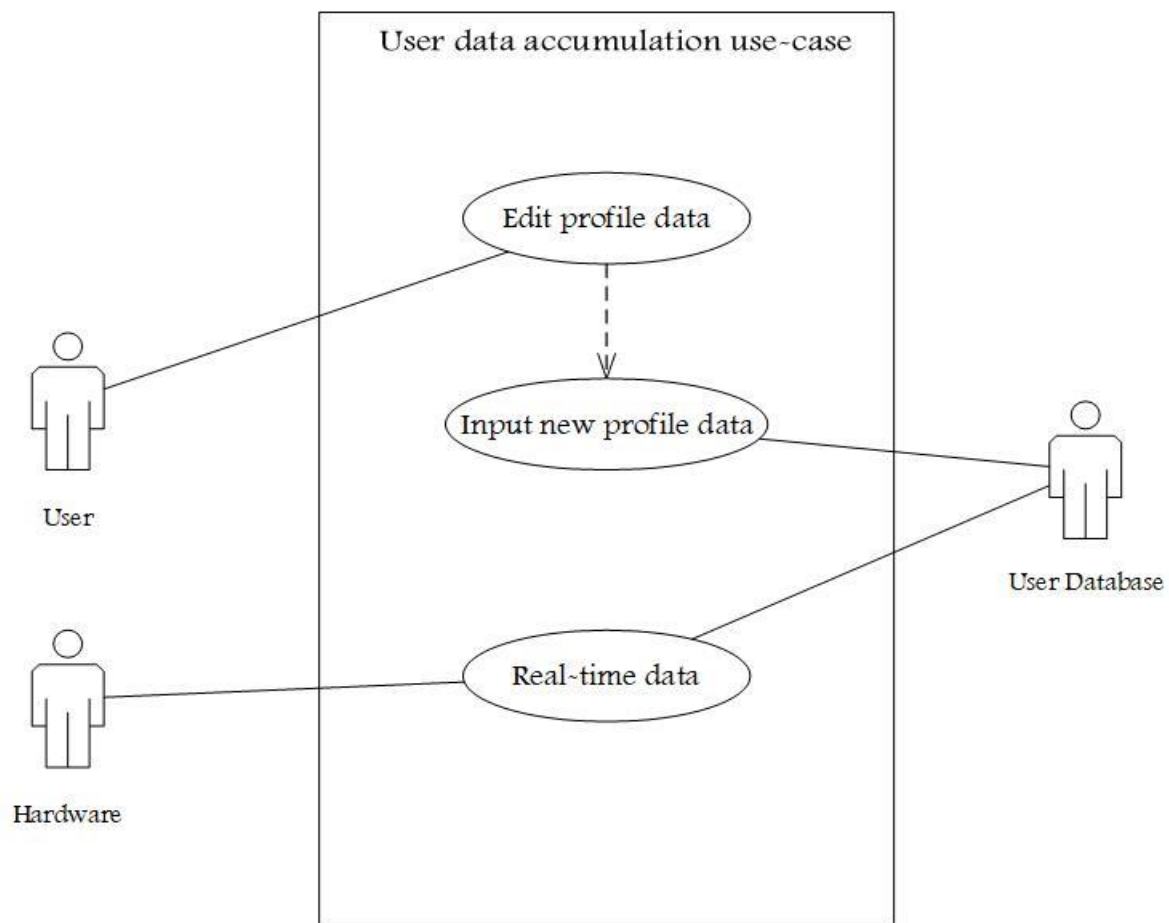 User data accumulation use-case
Edit profile data
Input new profile data
User
User Database
Real-time data
Hardware